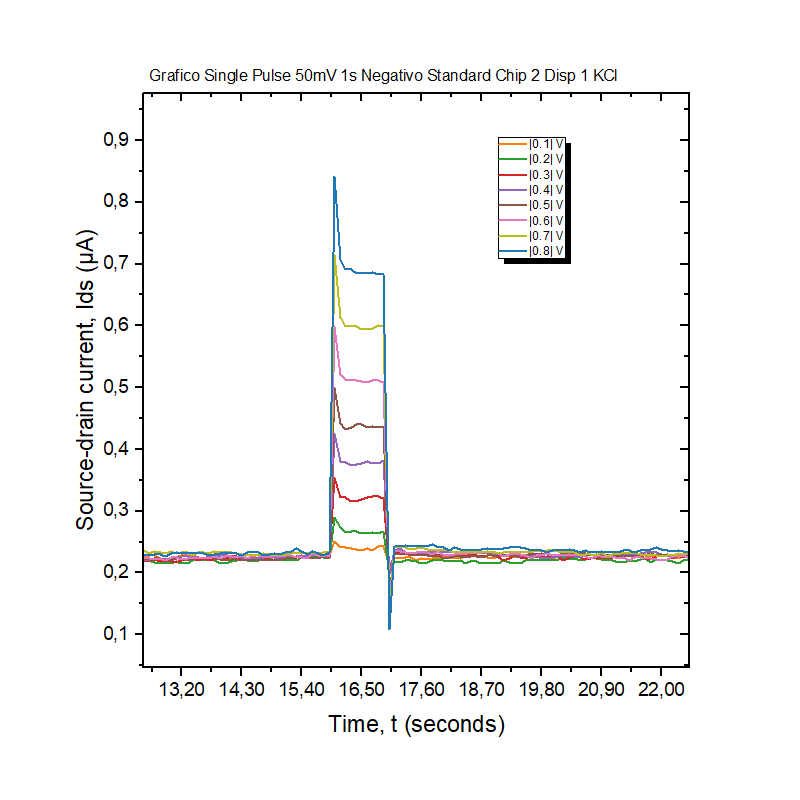 Grafico Single Pulse 50mV 1s Negativo Standard Chip 2 Disp 1 KCl
|0.1| V
|0.2| V
|0.3| V
|0.4| V
|0.5| V
|0.6| V
|0.7| V
|0.8| V
Source-drain current, Ids (µA)
0,9
0,8
0,7
0,6
0,5
0,4
0,3
0,2
0,1
13,20 14,30 15,40 16,50 17,60 18,70 19,80 20,90 22,00
Time, t (seconds)